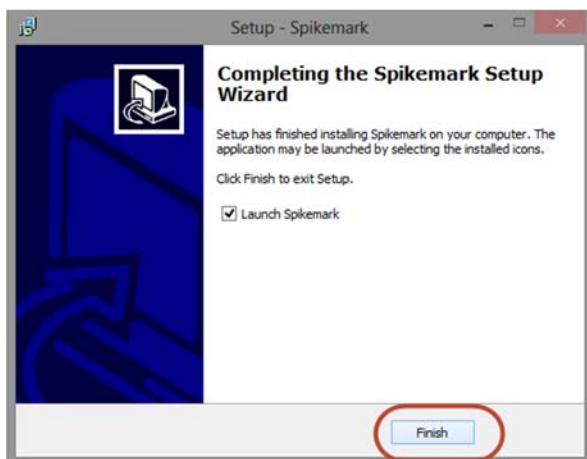 Setup - Spikemark
Completing the Spikemark Setup
Wizard
Setup has finished installing Spikemark on your computer. The
application may be launched by selecting the installed icons.
Click Finish to exit Setup.
Launch Spikemark
Finish